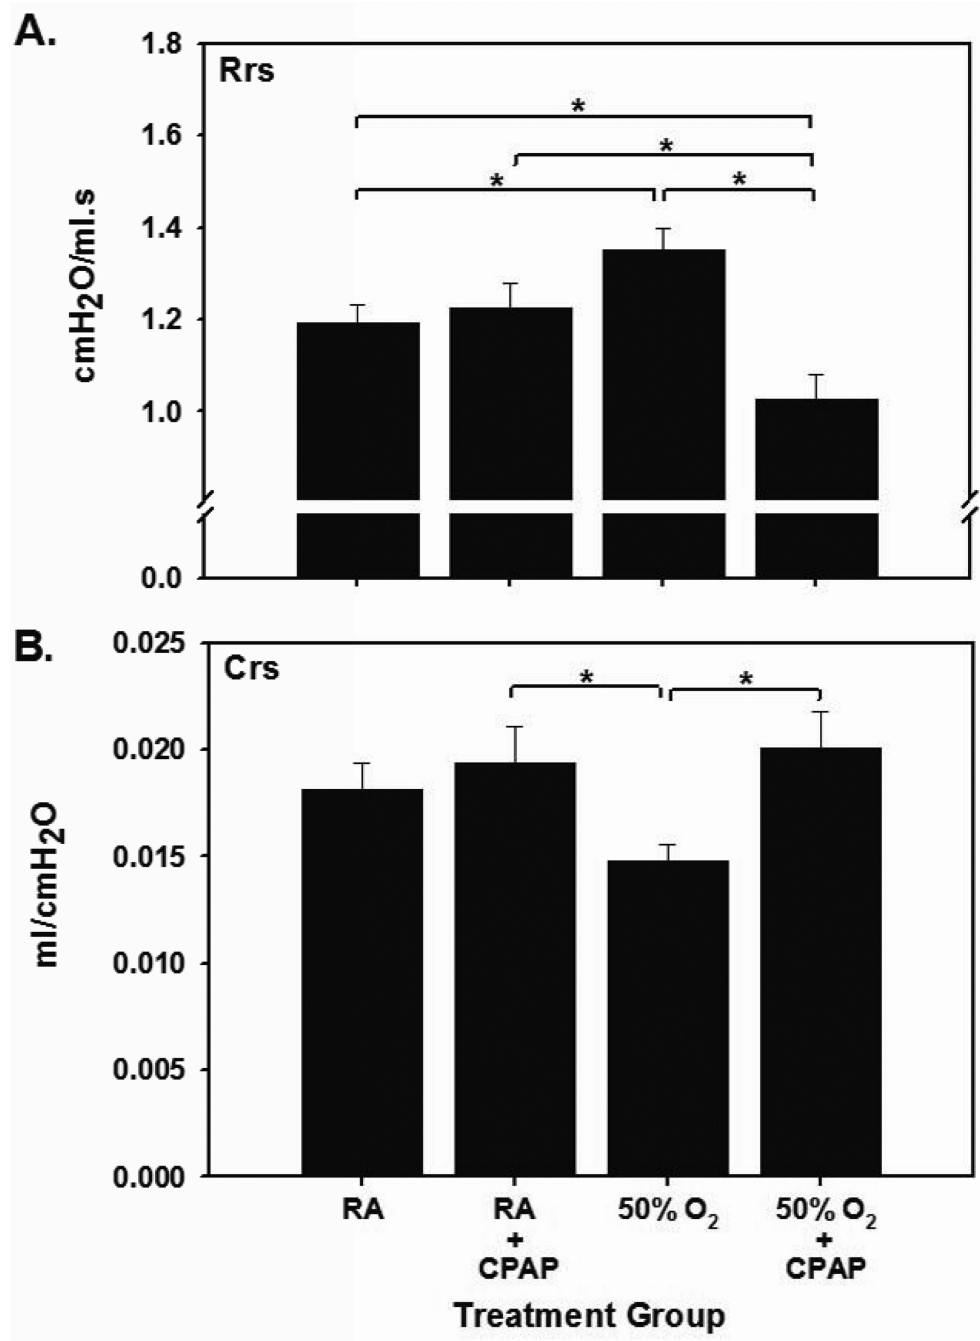 A.
Rrs
1.8
1.6
1.4
1.2
1.0
0.0
cmH₂O/ml.s
*
*
*
*
B.
Crs
0.025
0.020
0.015
0.010
0.005
0.000
ml/cmH₂O
*
*
RA
RA
+
CPAP
50% O₂
50% O₂
+
CPAP
Treatment Group